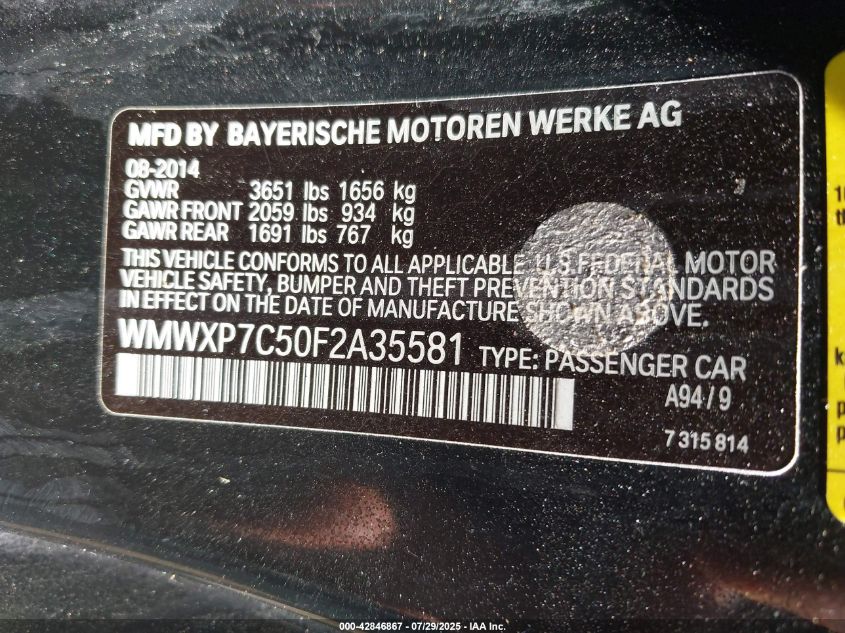 MFD BY BAYERISCHE MOTOREN WERKE AG
08-2014
GVWR 3651 lbs 1656 kg
GAWR FRONT 2059 lbs 934 kg
GAWR REAR 1691 lbs 767 kg
THIS VEHICLE CONFORMS TO ALL APPLICABLE U.S. FEDERAL MOTOR
VEHICLE SAFETY, BUMPER AND THEFT PREVENTION STANDARDS
IN EFFECT ON THE DATE OF MANUFACTURE SHOWN ABOVE.
WMWXP7C50F2A35581 TYPE: PASSENGER CAR
A94 / 9
7 315 814
000-42846867 / 07/29/2025 - IAA Inc.